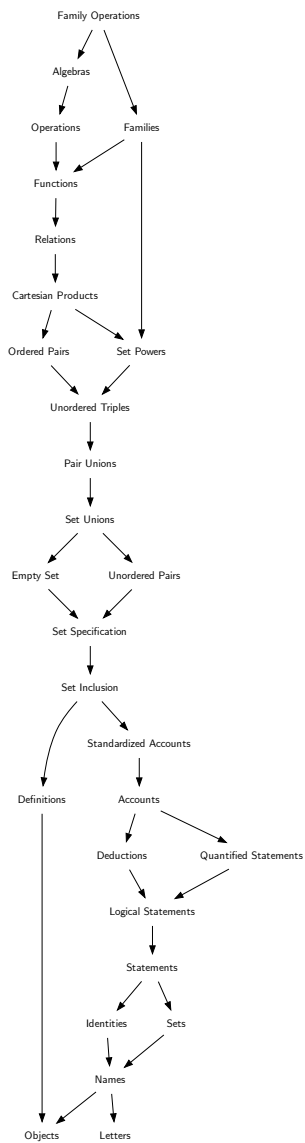 Family Operations
Algebras
Operations
Families
Functions
Relations
Cartesian Products
Ordered Pairs
Set Powers
Unordered Triples
Pair Unions
Set Unions
Empty Set
Unordered Pairs
Set Specification
Set Inclusion
Standardized Accounts
Definitions
Accounts
Deductions
Quantified Statements
Logical Statements
Statements
Identities
Sets
Names
Objects
Letters